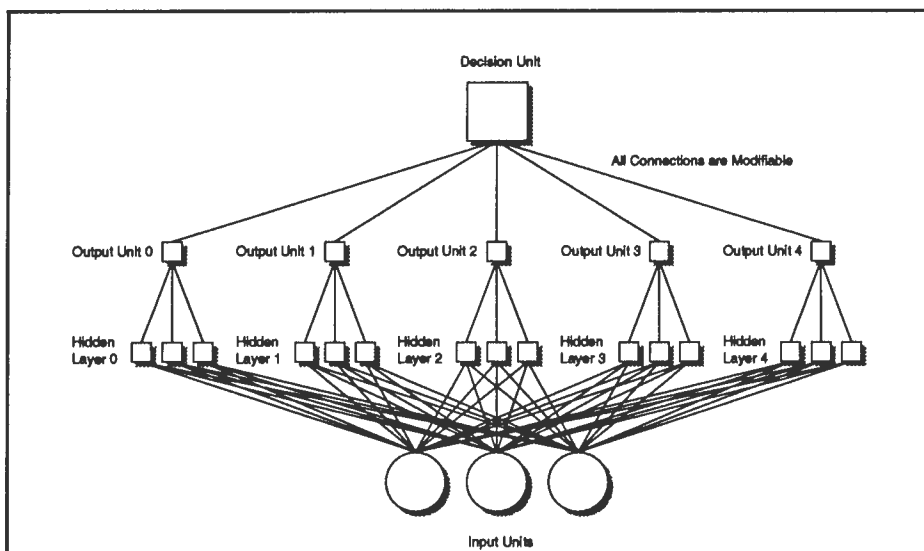 Decision Unit
All Connections are Modifiable
Output Unit 0
Output Unit 1
Output Unit 2
Output Unit 3
Output Unit 4
Hidden
Layer 0
Hidden
Layer 1
Hidden
Layer 2
Hidden
Layer 3
Hidden
Layer 4
Input Units